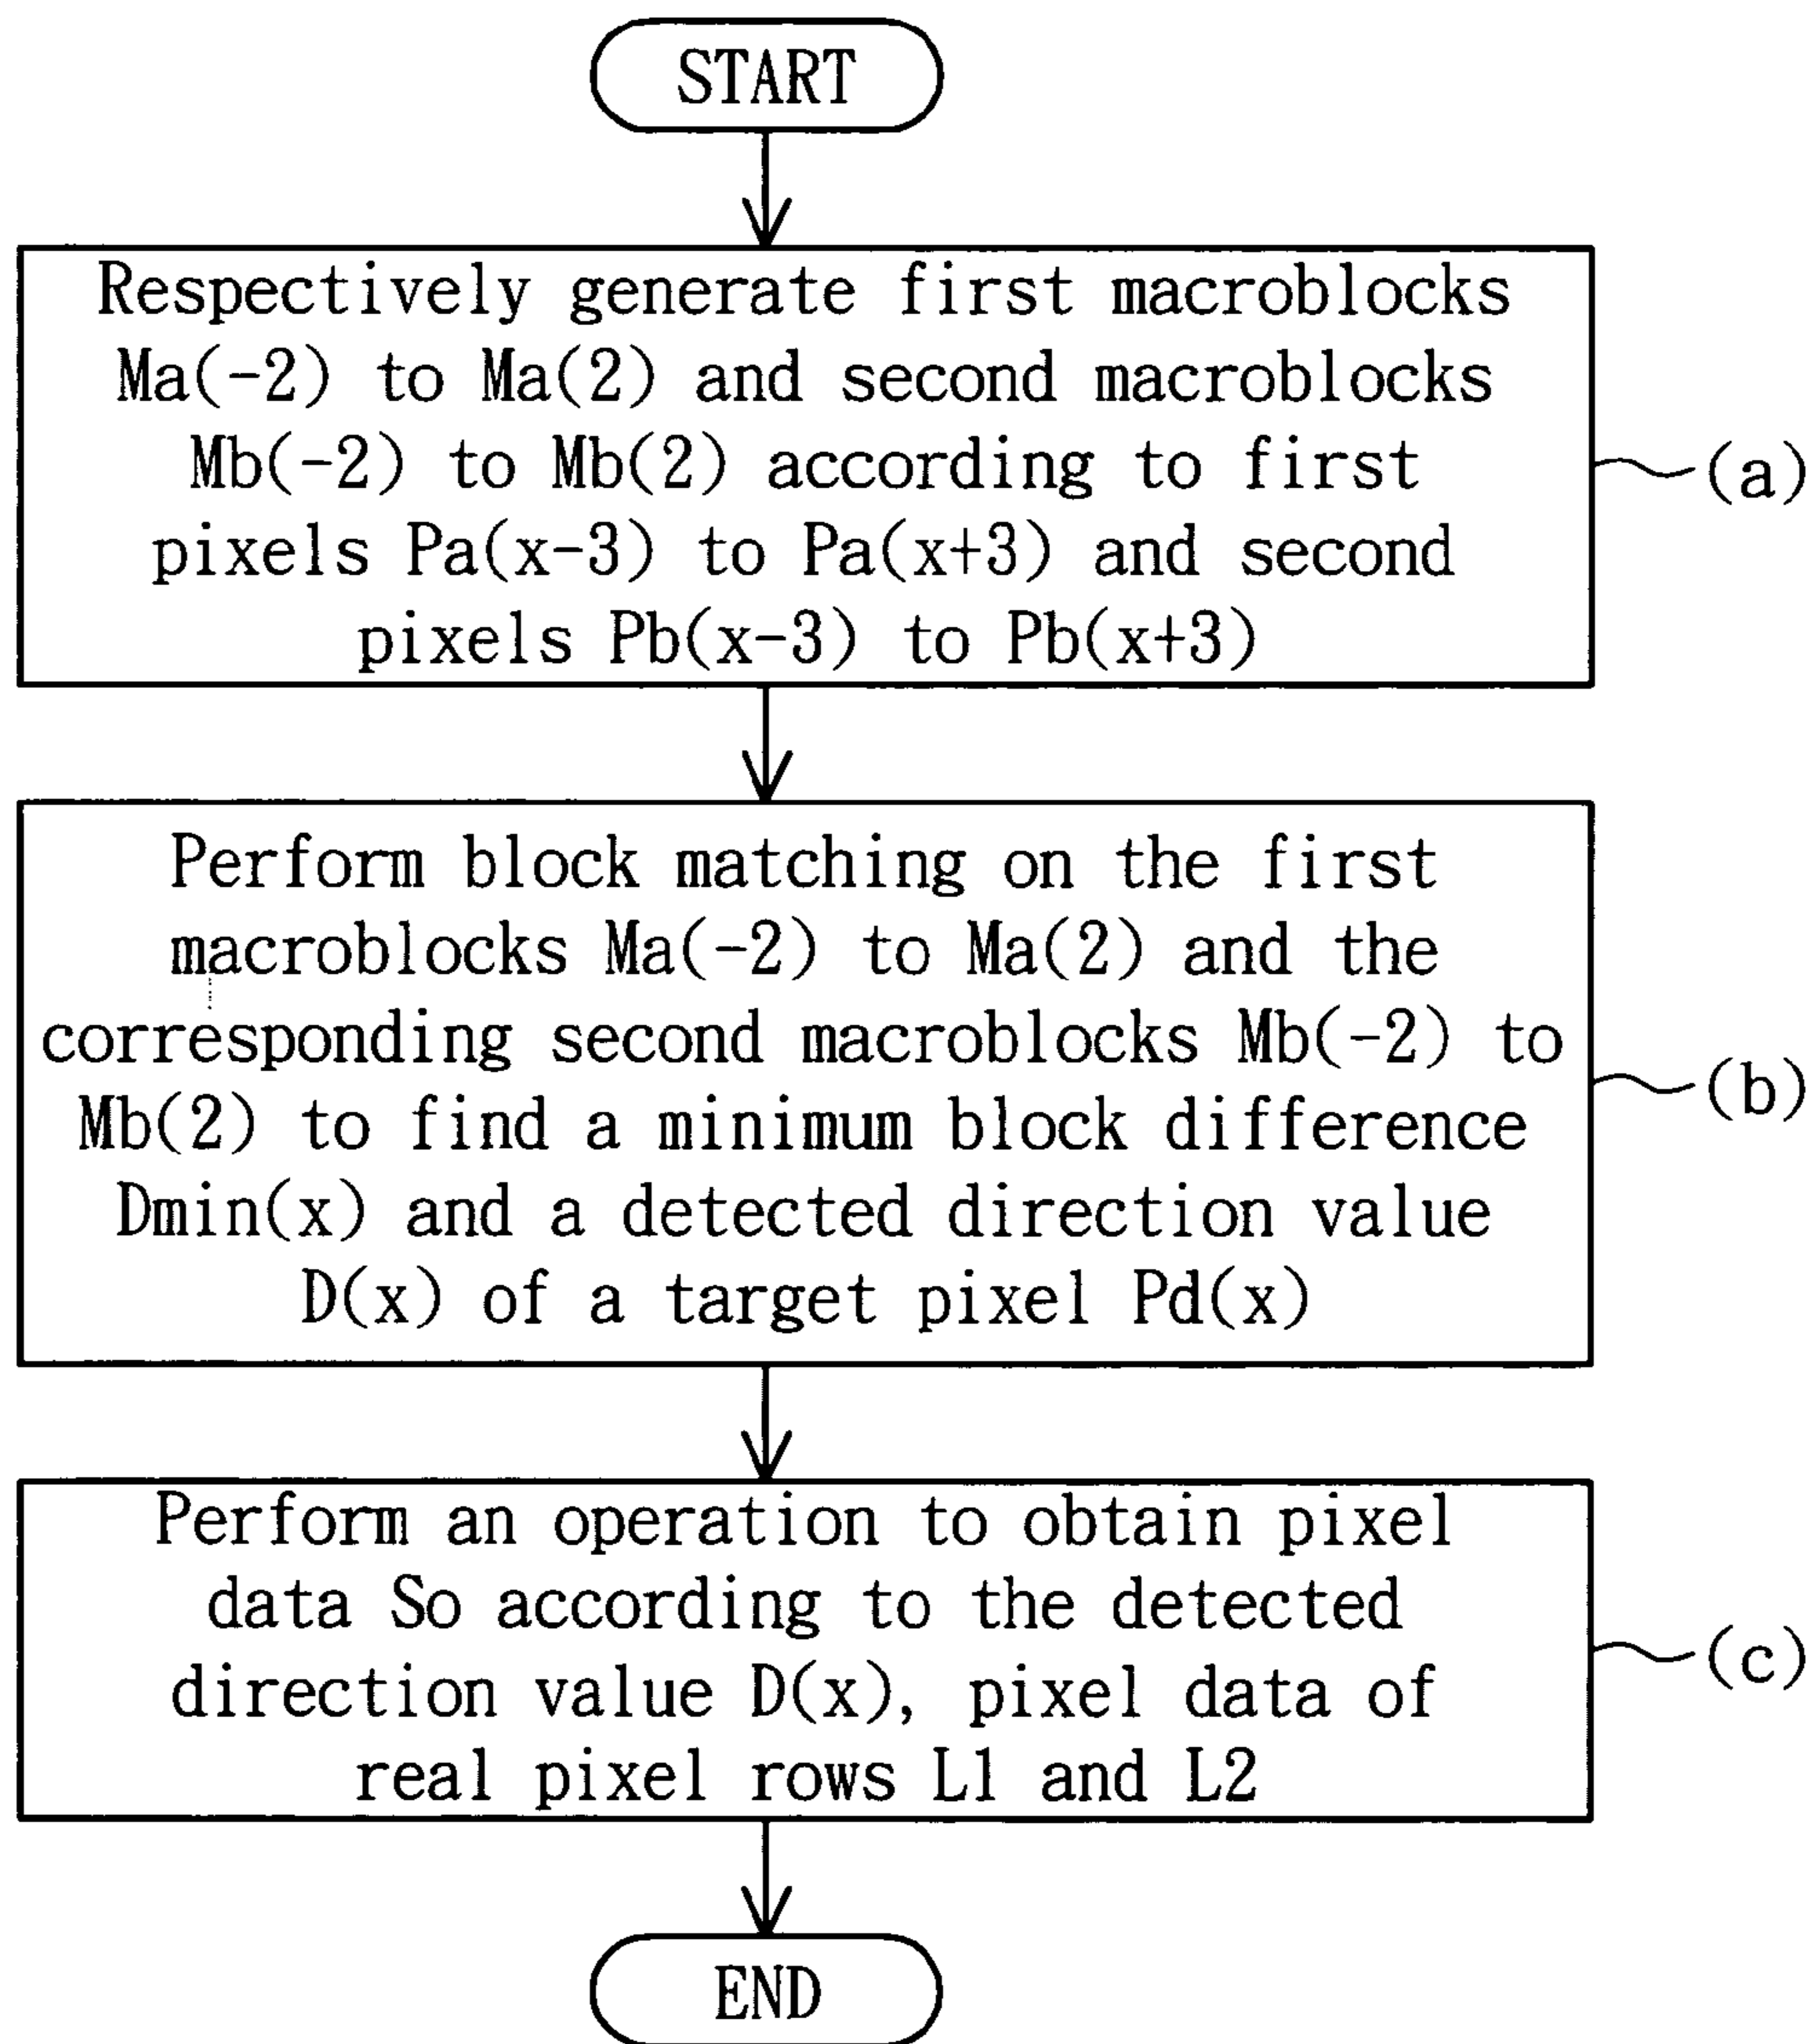 START
Respectively generate first macroblocks
Ma(-2) to Ma(2) and second macroblocks
Mb(-2) to Mb(2) according to first
pixels Pa(x-3) to Pa(x+3) and second
pixels Pb(x-3) to Pb(x+3)
(a)
Perform block matching on the first
macroblocks Ma(-2) to Ma(2) and the
corresponding second macroblocks Mb(-2) to
Mb(2) to find a minimum block difference
Dmin(x) and a detected direction value
D(x) of a target pixel Pd(x)
(b)
Perform an operation to obtain pixel
data So according to the detected
direction value D(x), pixel data of
real pixel rows L1 and L2
(c)
END